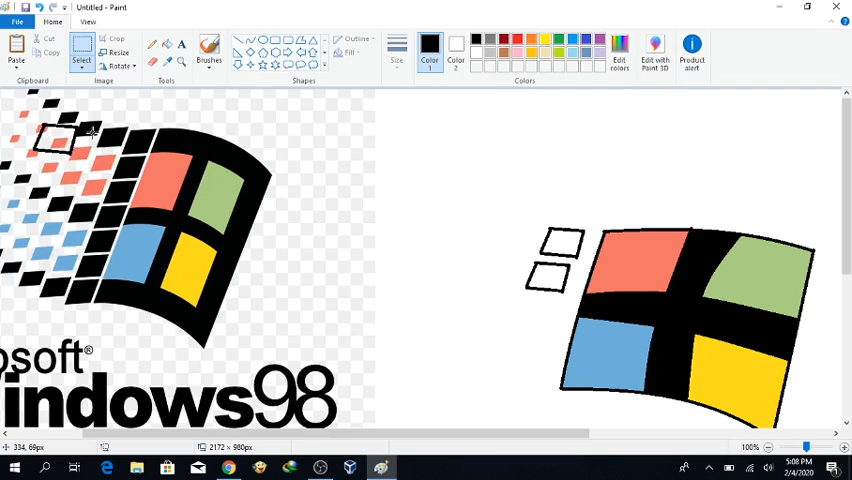 Untitled - Paint
File Home View
Paste
Cut
Copy
Clipboard
Select
Crop
Resize
Rotate
Image
Tools
Brushes
Shapes
Outline
Fill
Size
Color 1
Color 2
Colors
Edit colors
Edit with Paint 3D
Product alert
osoft®
indows98
334, 69px
2172 × 980px
100%
5:08 PM
2/4/2020